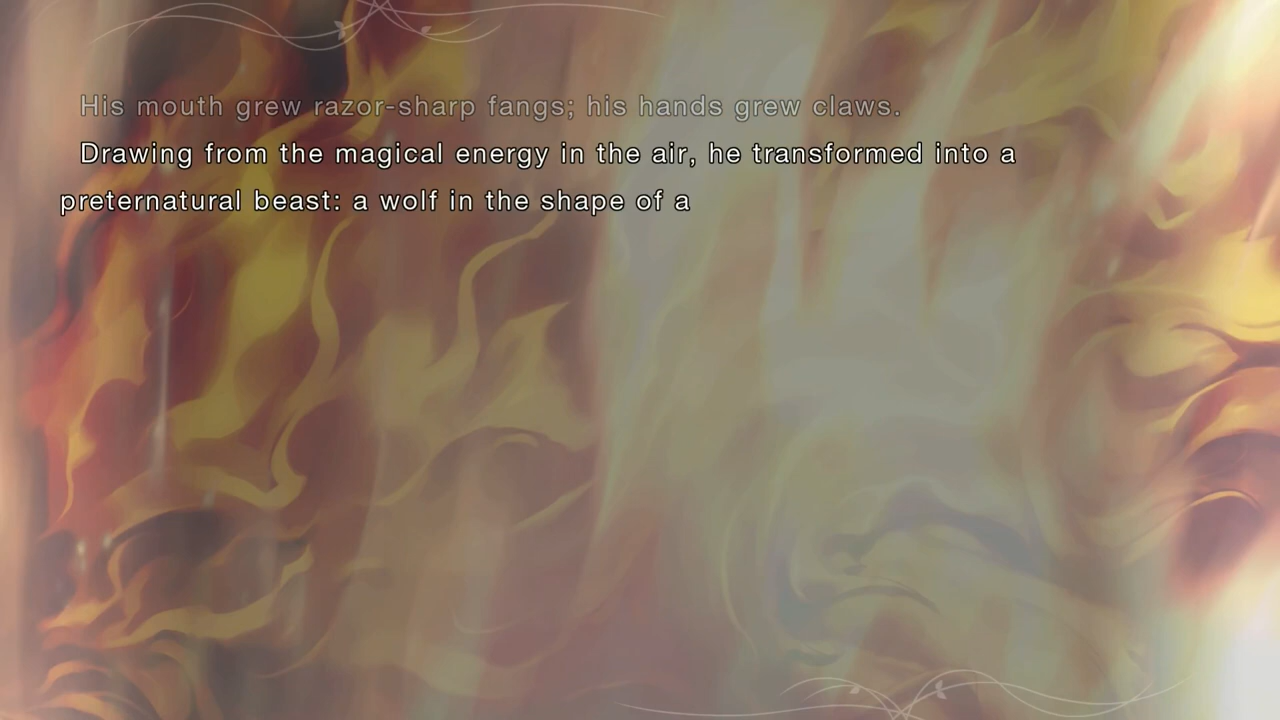 His mouth grew razor-sharp fangs; his hands grew claws.
Drawing from the magical energy in the air, he transformed into a
preternatural beast: a wolf in the shape of a